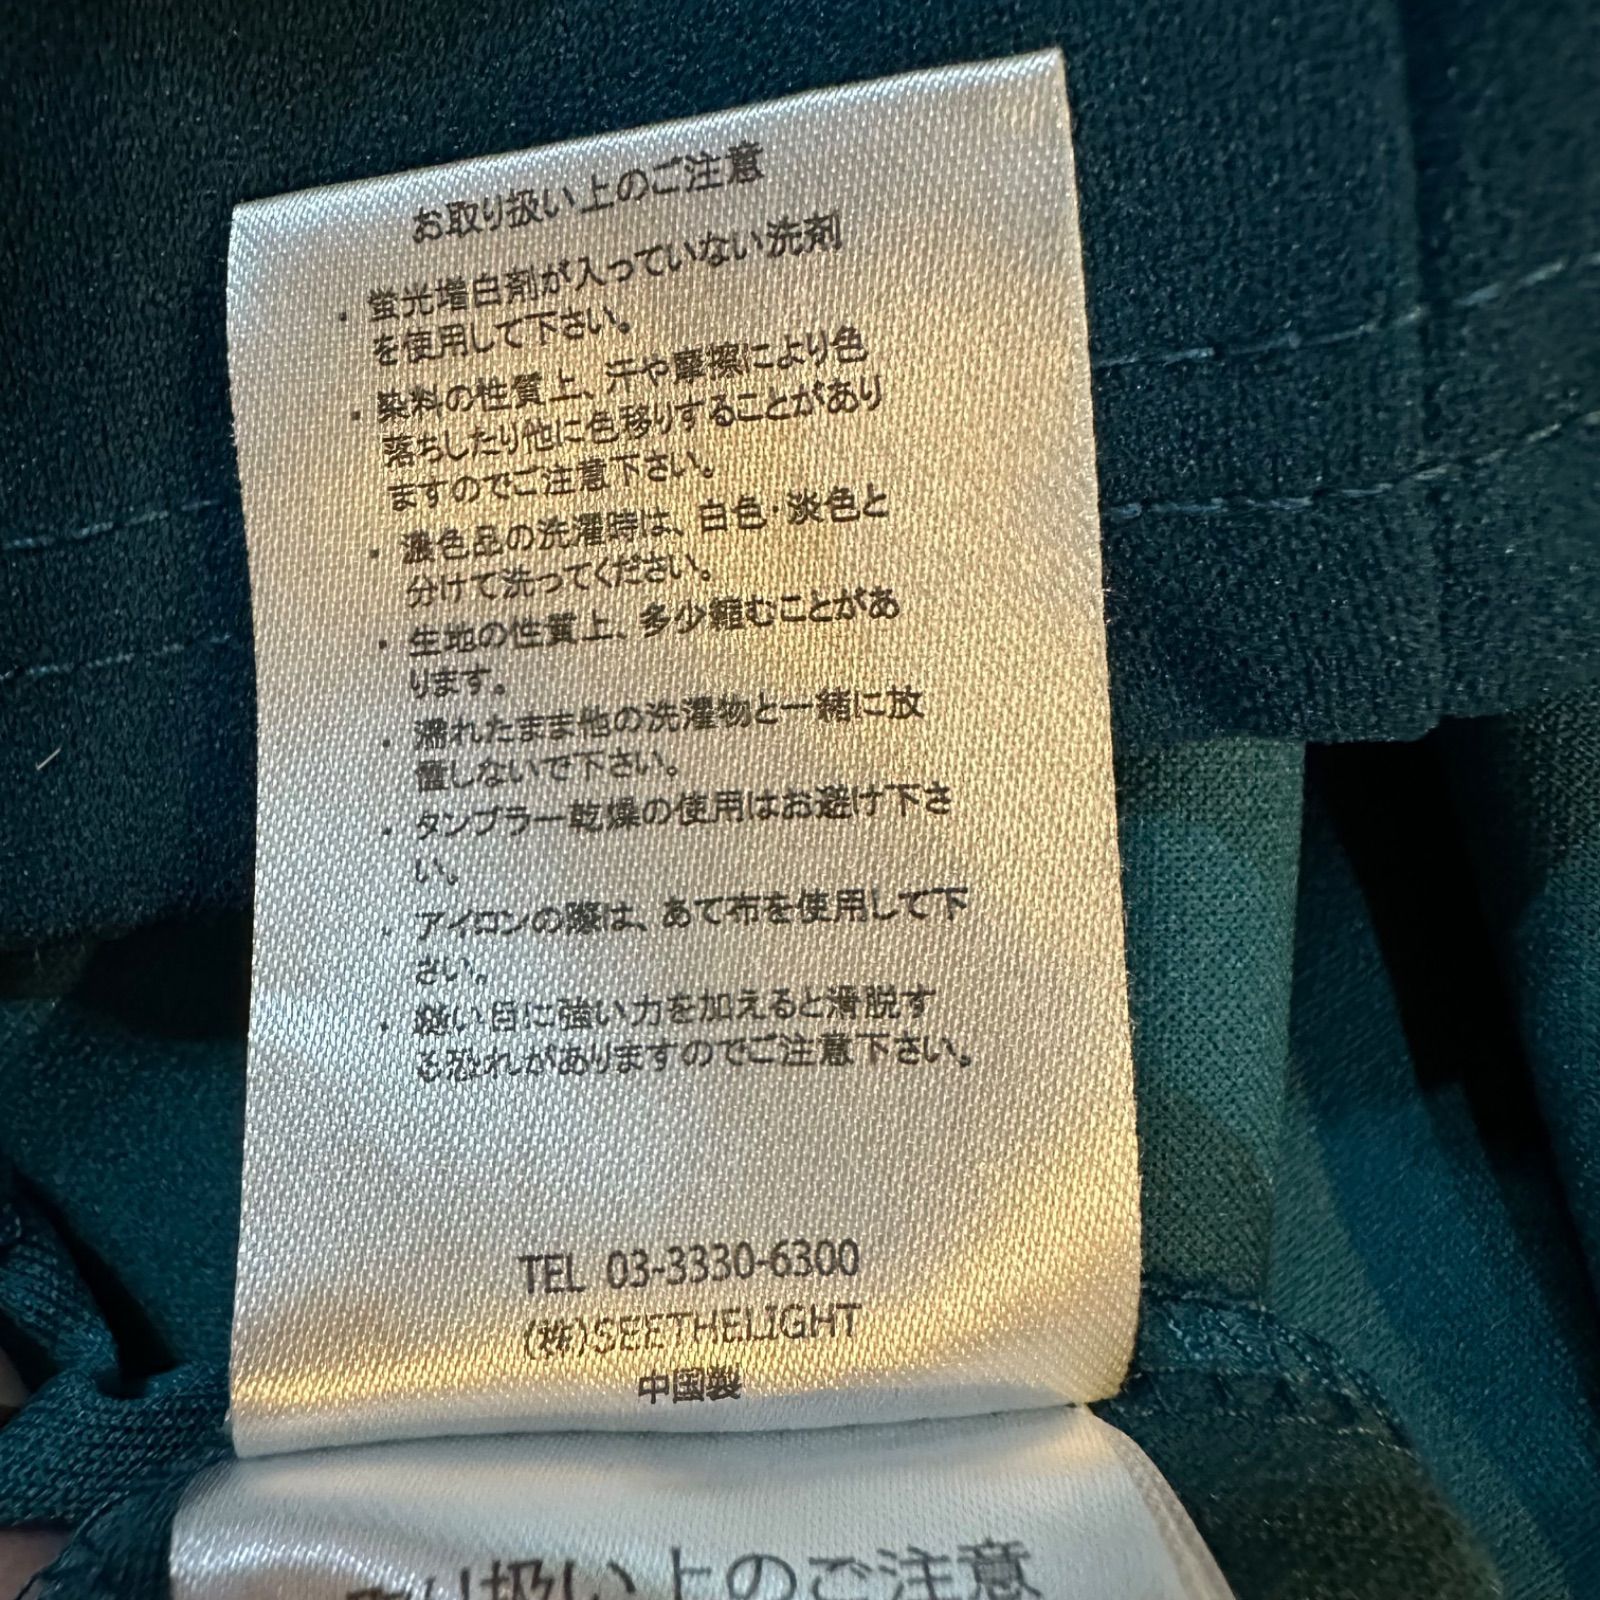 お取り扱い上のご注意
・蛍光増白剤が入っていない洗剤
を使用して下さい。
・染料の性質上、汗や摩擦により色
落ちしたり他に色移りすることがあり
ますのでご注意下さい。
・濃色品の洗濯時は、白色・淡色と
分けて洗ってください。
・生地の性質上、多少縮むことがあ
ります。
・濡れたまま他の洗濯物と一緒に放
置しないで下さい。
・タンブラー乾燥の使用はお避け下さ
い。
・アイロンの際は、あて布を使用して下
さい。
・縫い目に強い力を加えると滑脱す
る恐れがありますのでご注意下さい。
TEL 03-3330-6300
(株)SEETHELIGHT
中国製
取り扱い上のご注意